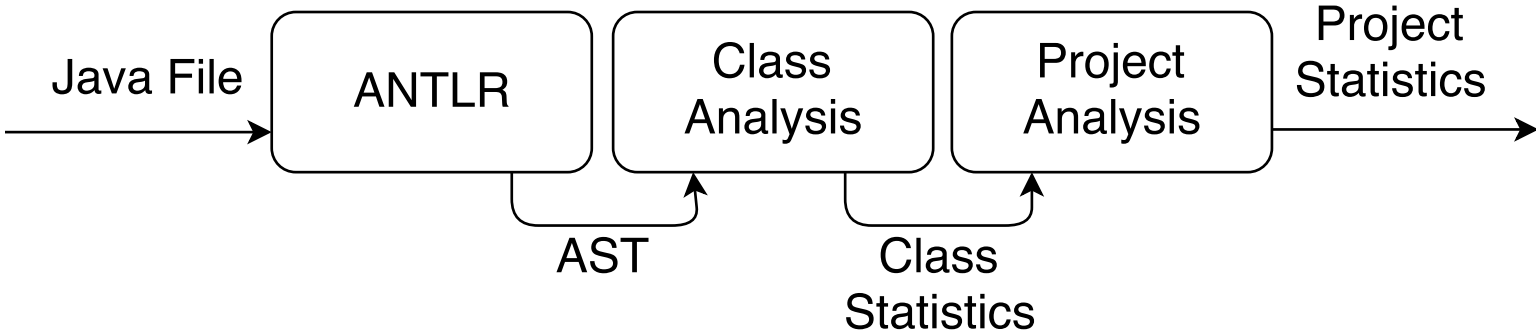 Java File
ANTLR
Class
Analysis
Project
Analysis
Project
Statistics
AST
Class
Statistics